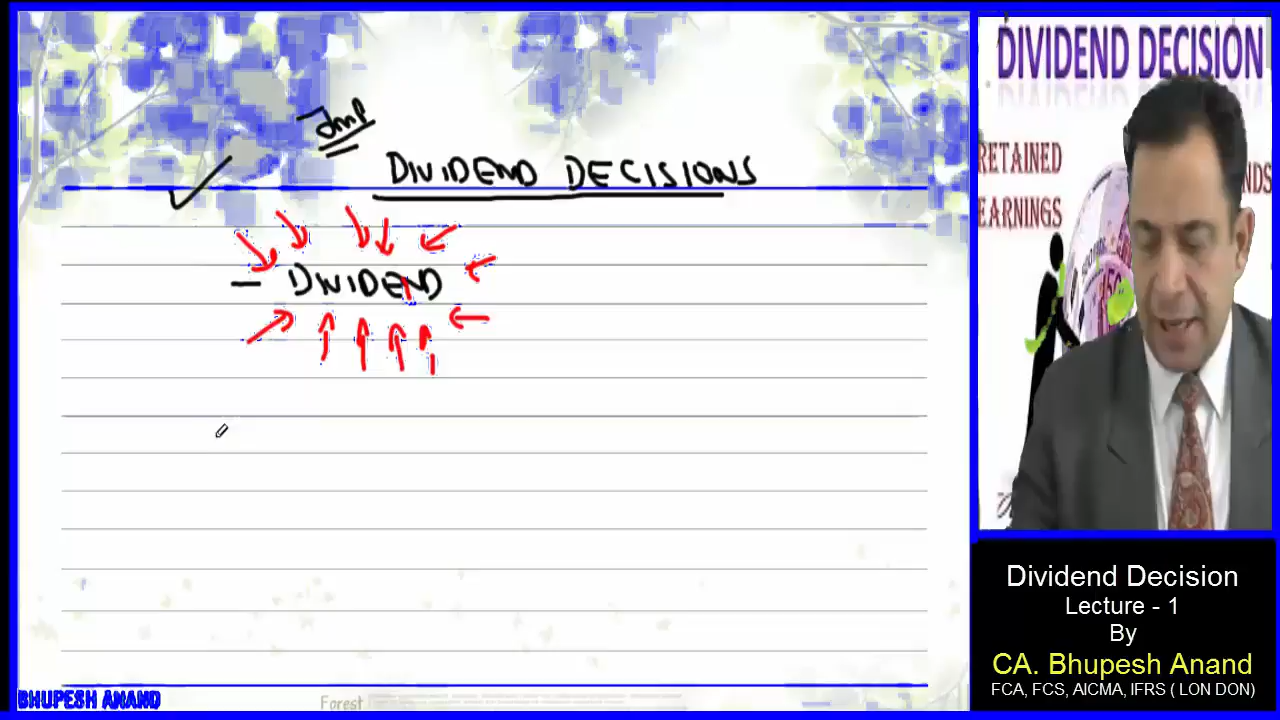 Imp
DIVIDEND DECISIONS
– DIVIDEND
BHUPESH ANAND
Forest
DIVIDEND DECISION
RETAINED
EARNINGS
Dividend Decision
Lecture - 1
By
CA. Bhupesh Anand
FCA, FCS, AICMA, IFRS ( LON DON)